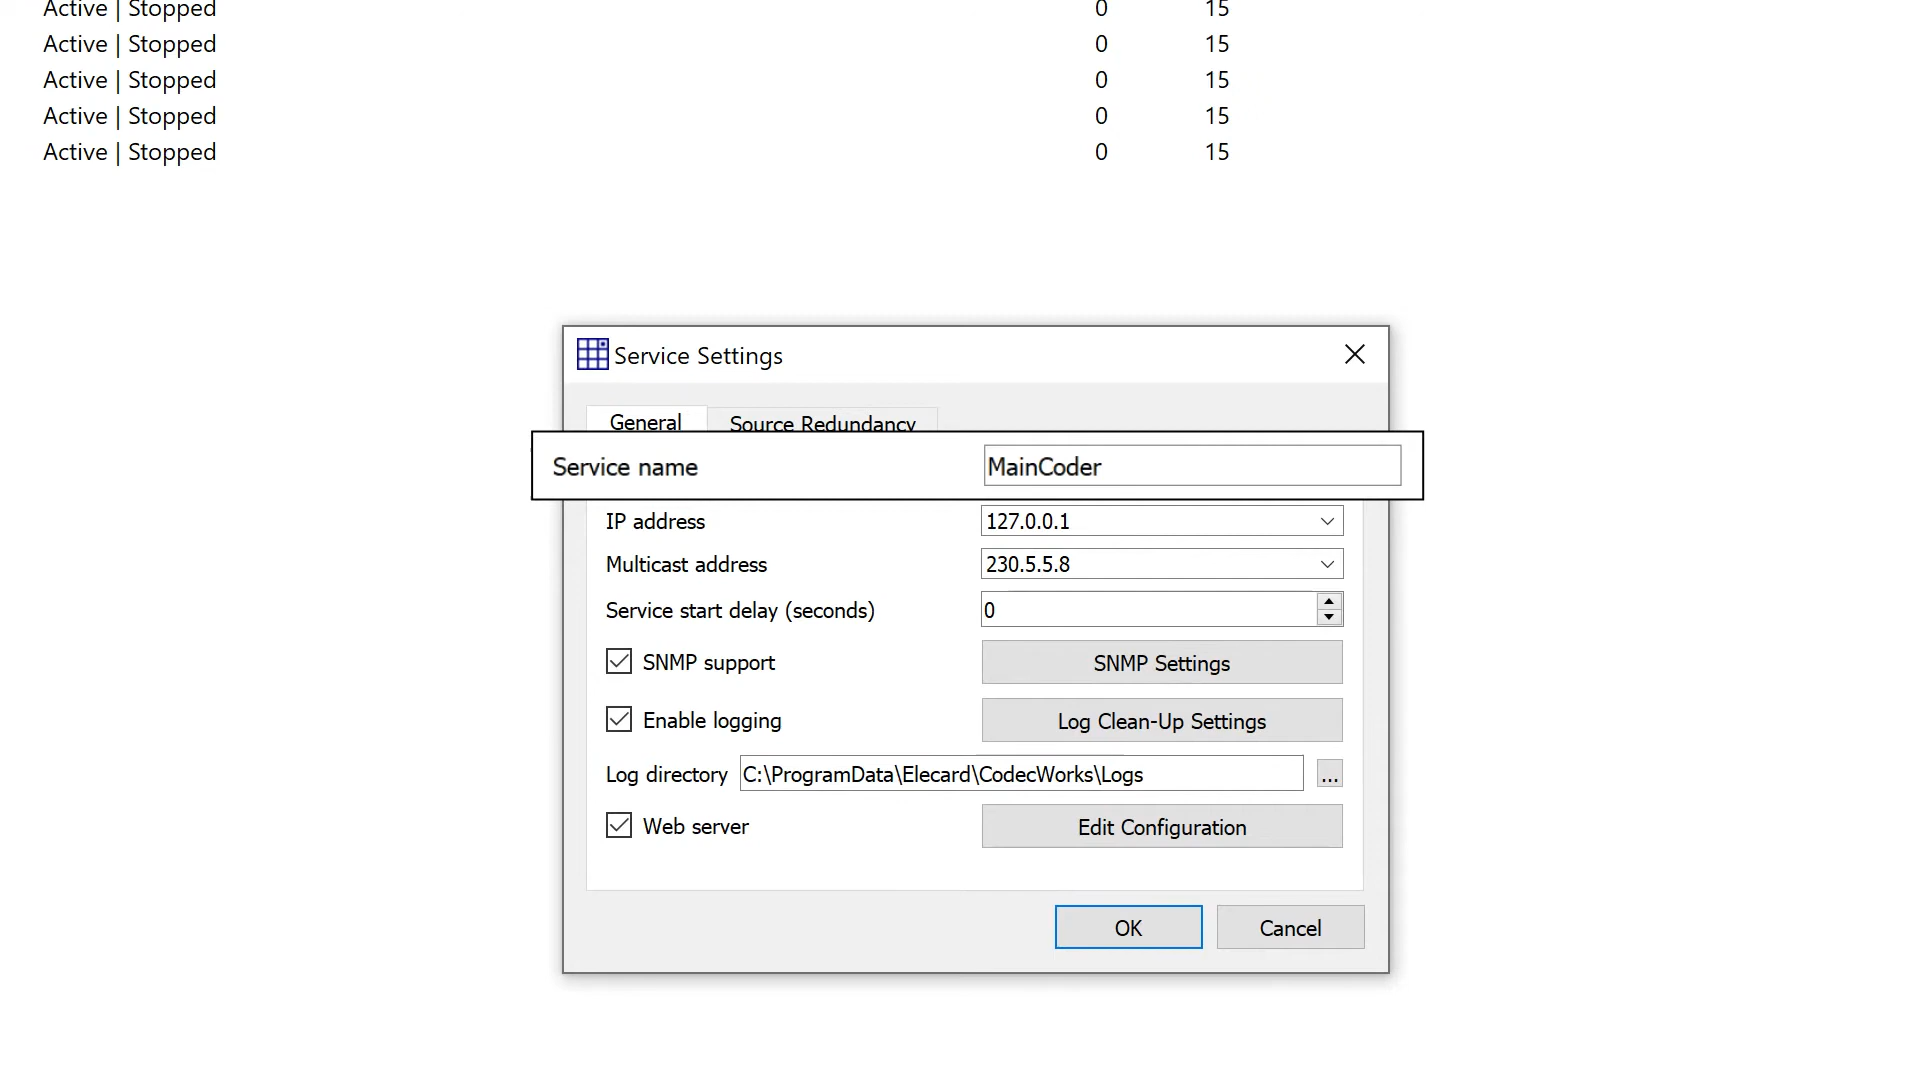 Active | Stopped 0 15
Active | Stopped 0 15
Active | Stopped 0 15
Active | Stopped 0 15
Active | Stopped 0 15
Service Settings
General Source Redundancy
Service name MainCoder
IP address 127.0.0.1
Multicast address 230.5.5.8
Service start delay (seconds) 0
SNMP support SNMP Settings
Enable logging Log Clean-Up Settings
Log directory C:\ProgramData\Elecard\CodecWorks\Logs ...
Web server Edit Configuration
OK Cancel